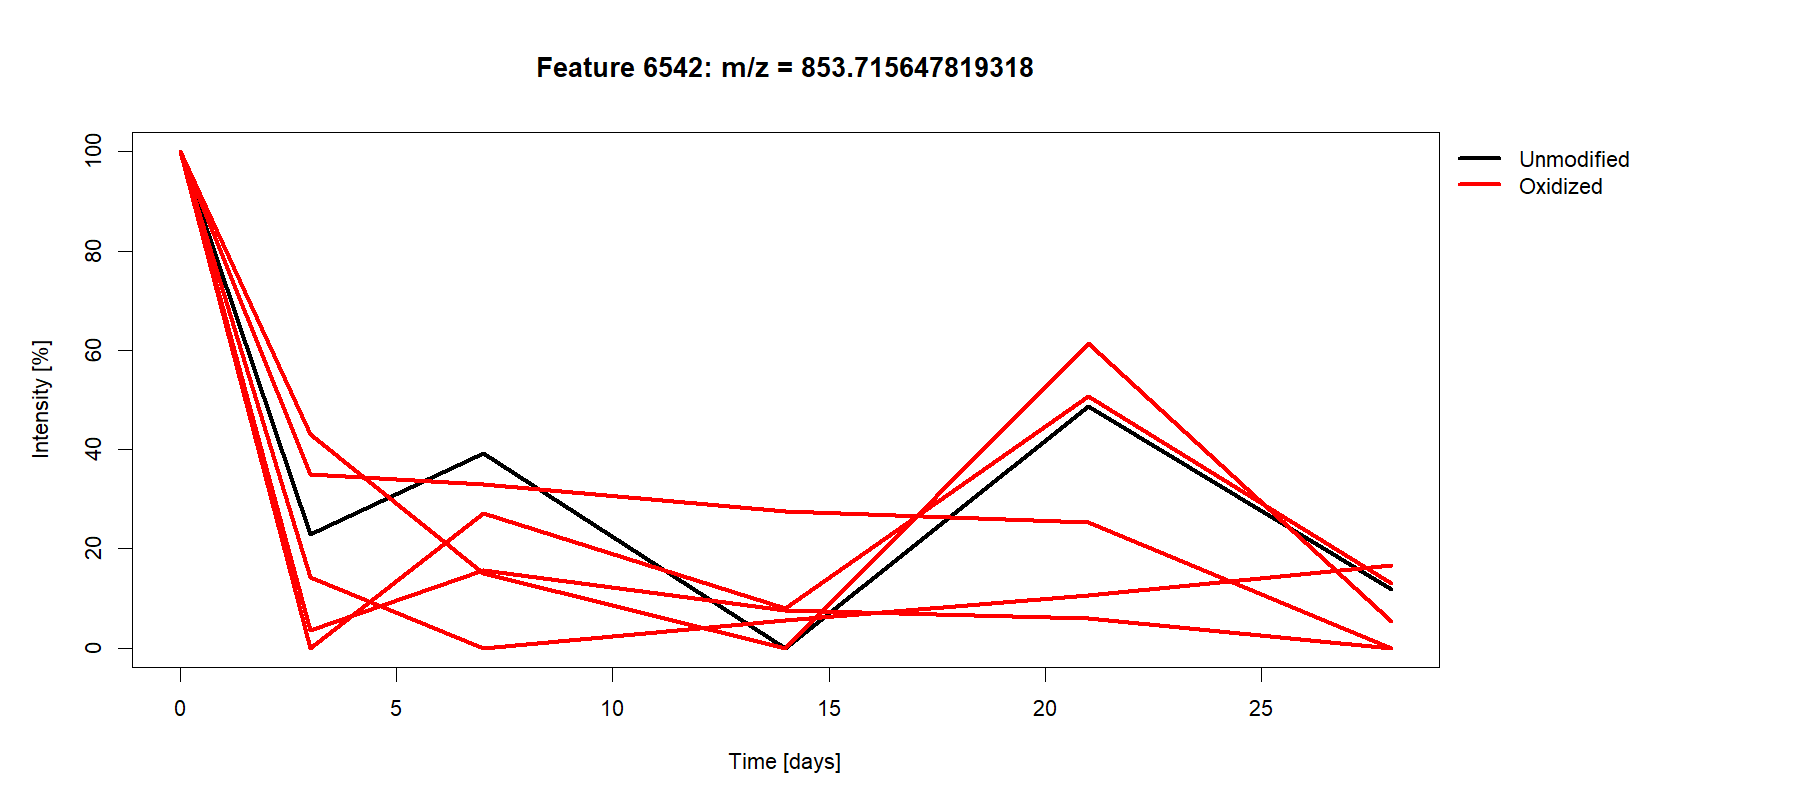 Feature 6542: m/z = 853.715647819318
Unmodified
Oxidized
Intensity [%]
100
80
60
40
20
0
0 5 10 15 20 25
Time [days]